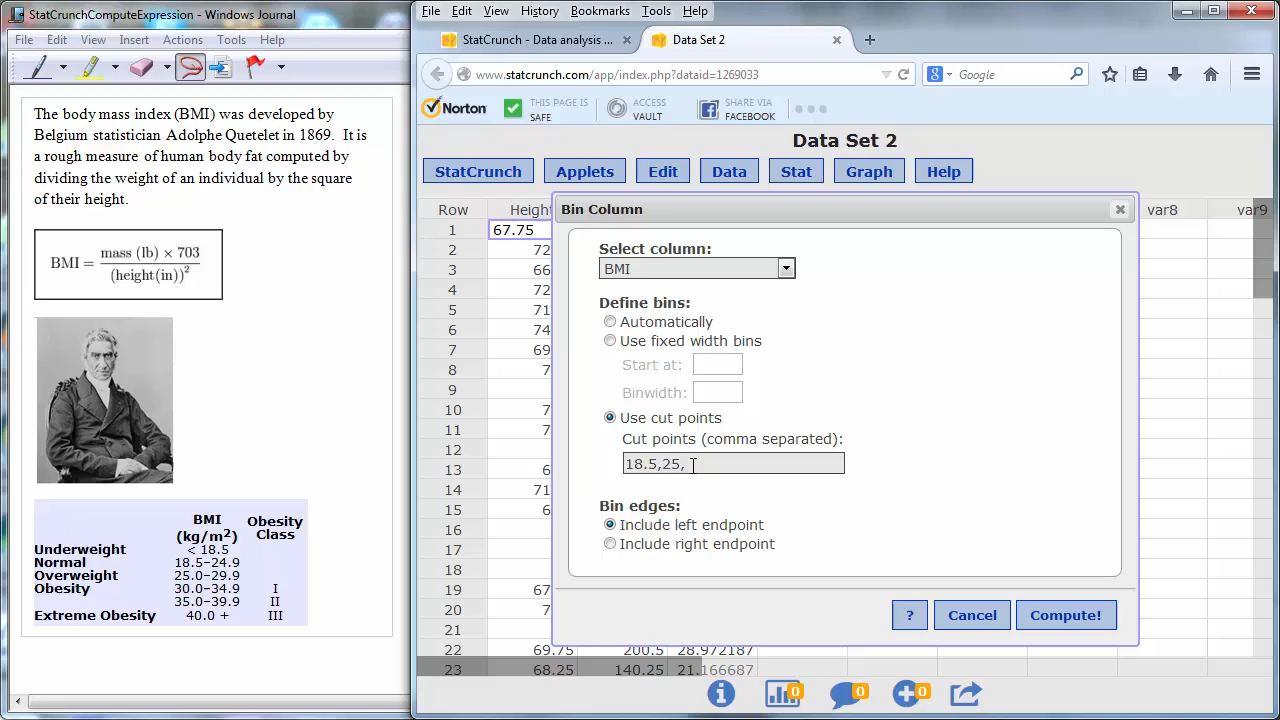 StatCrunchComputeExpression - Windows Journal
File Edit View Insert Actions Tools Help
The body mass index (BMI) was developed by
Belgium statistician Adolphe Quetelet in 1869. It is
a rough measure of human body fat computed by
dividing the weight of an individual by the square
of their height.
BMI = mass (lb) × 703
(height(in))²
BMI Obesity
(kg/m²) Class
Underweight < 18.5
Normal 18.5–24.9
Overweight 25.0–29.9
Obesity 30.0–34.9 I
35.0–39.9 II
Extreme Obesity 40.0 + III
File Edit View History Bookmarks Tools Help
StatCrunch - Data analysis ... × Data Set 2 × +
www.statcrunch.com/app/index.php?dataid=1269033 Google
Norton THIS PAGE IS SAFE ACCESS VAULT SHARE VIA FACEBOOK
Data Set 2
StatCrunch Applets Edit Data Stat Graph Help
Row Height var8 var9
1 67.75
2 72
3 66
4 72
5 71
6 74
7 69
8 7
9
10 7
11 7
12
13 6
14 71
15 6
16
17
18
19 67
20 7
21
22 69.75 200.5 28.972187
23 68.25 140.25 21.166687
Bin Column
Select column:
BMI
Define bins:
Automatically
Use fixed width bins
Start at:
Binwidth:
Use cut points
Cut points (comma separated):
18.5,25,
Bin edges:
Include left endpoint
Include right endpoint
? Cancel Compute!
0 0 0